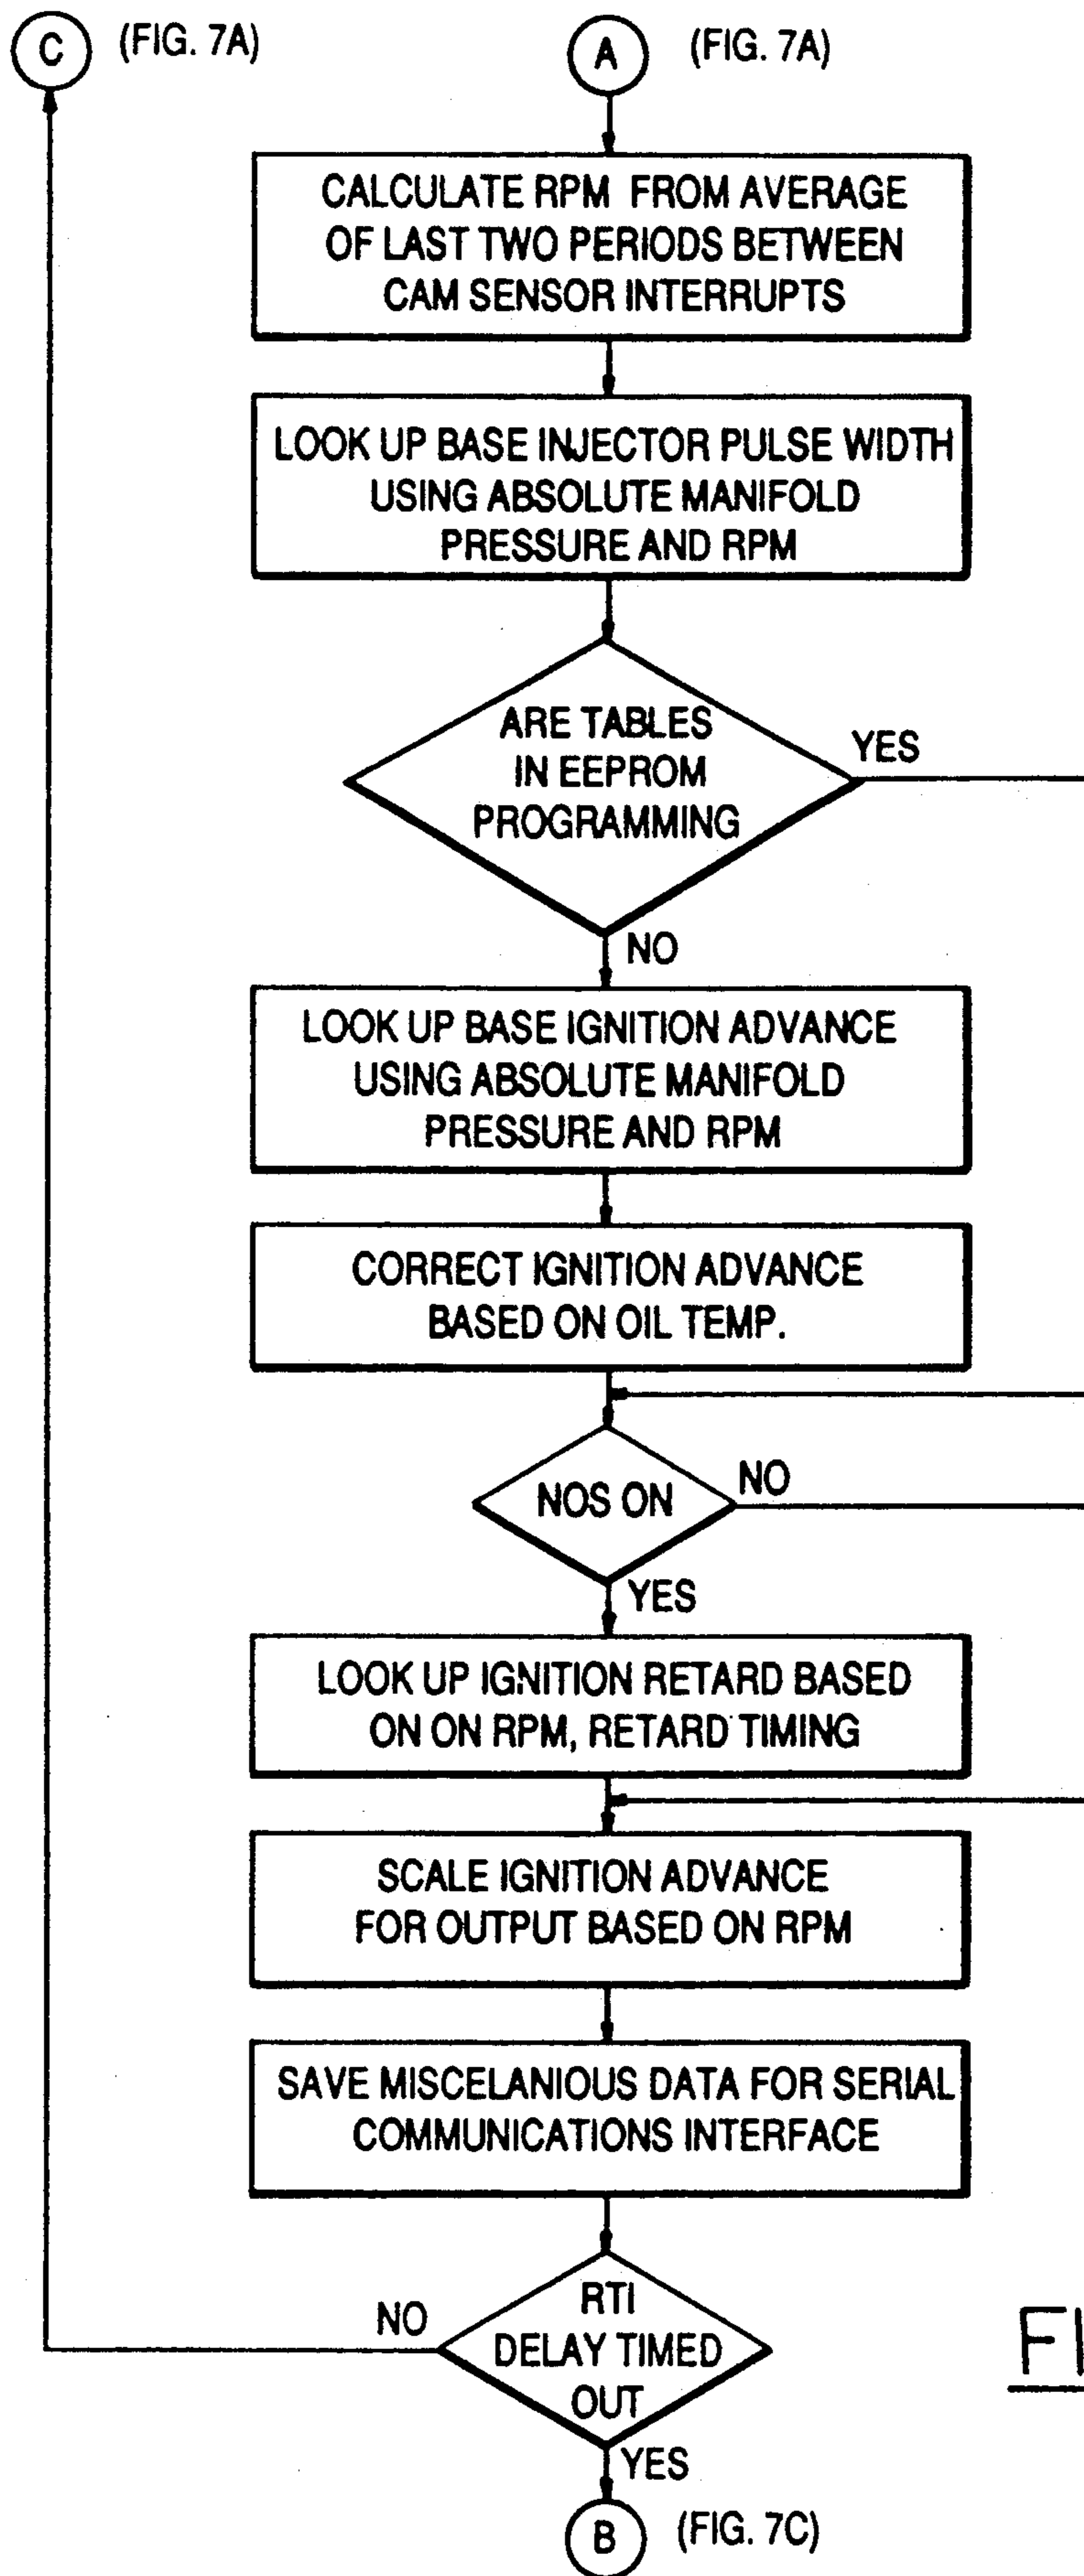 C (FIG. 7A)
A (FIG. 7A)
CALCULATE RPM FROM AVERAGE
OF LAST TWO PERIODS BETWEEN
CAM SENSOR INTERRUPTS
LOOK UP BASE INJECTOR PULSE WIDTH
USING ABSOLUTE MANIFOLD
PRESSURE AND RPM
ARE TABLES
IN EEPROM
PROGRAMMING
YES
NO
LOOK UP BASE IGNITION ADVANCE
USING ABSOLUTE MANIFOLD
PRESSURE AND RPM
CORRECT IGNITION ADVANCE
BASED ON OIL TEMP.
NOS ON
NO
YES
LOOK UP IGNITION RETARD BASED
ON ON RPM, RETARD TIMING
SCALE IGNITION ADVANCE
FOR OUTPUT BASED ON RPM
SAVE MISCELANIOUS DATA FOR SERIAL
COMMUNICATIONS INTERFACE
RTI
DELAY TIMED
OUT
NO
YES
B (FIG. 7C)